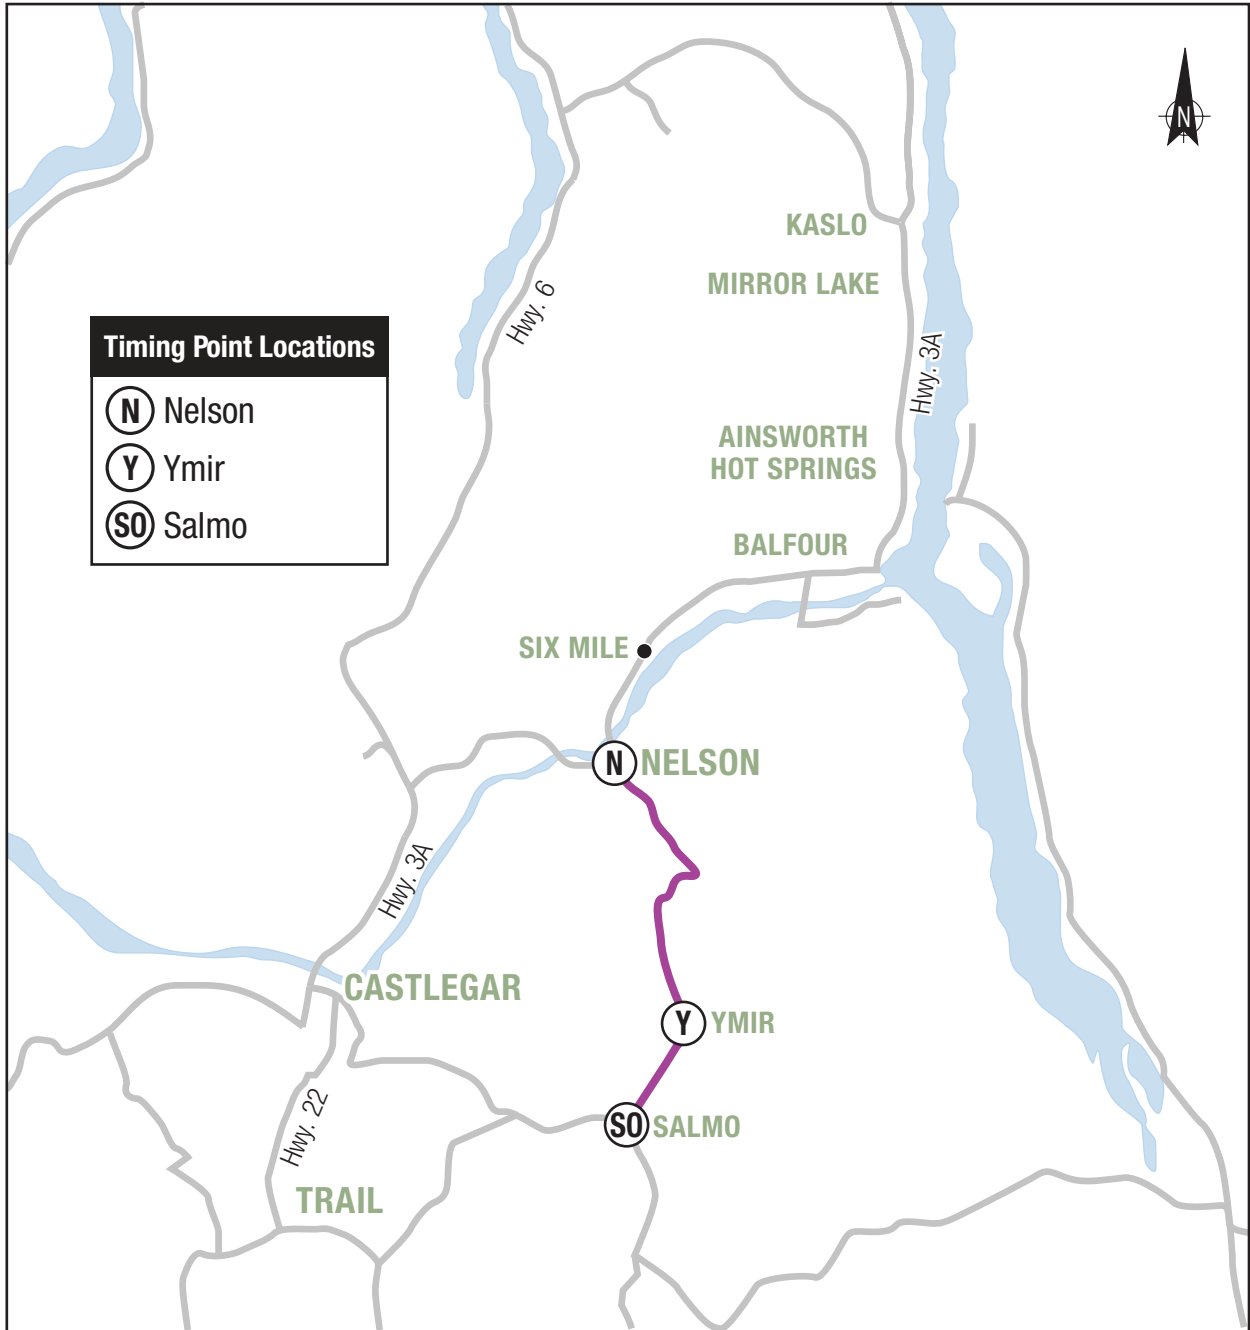 N
KASLO
MIRROR LAKE
Hwy. 6
Hwy. 3A
Timing Point Locations
N Nelson
Y Ymir
SO Salmo
AINSWORTH
HOT SPRINGS
BALFOUR
SIX MILE
N NELSON
Hwy. 3A
CASTLEGAR
Y YMIR
Hwy. 22
SO SALMO
TRAIL